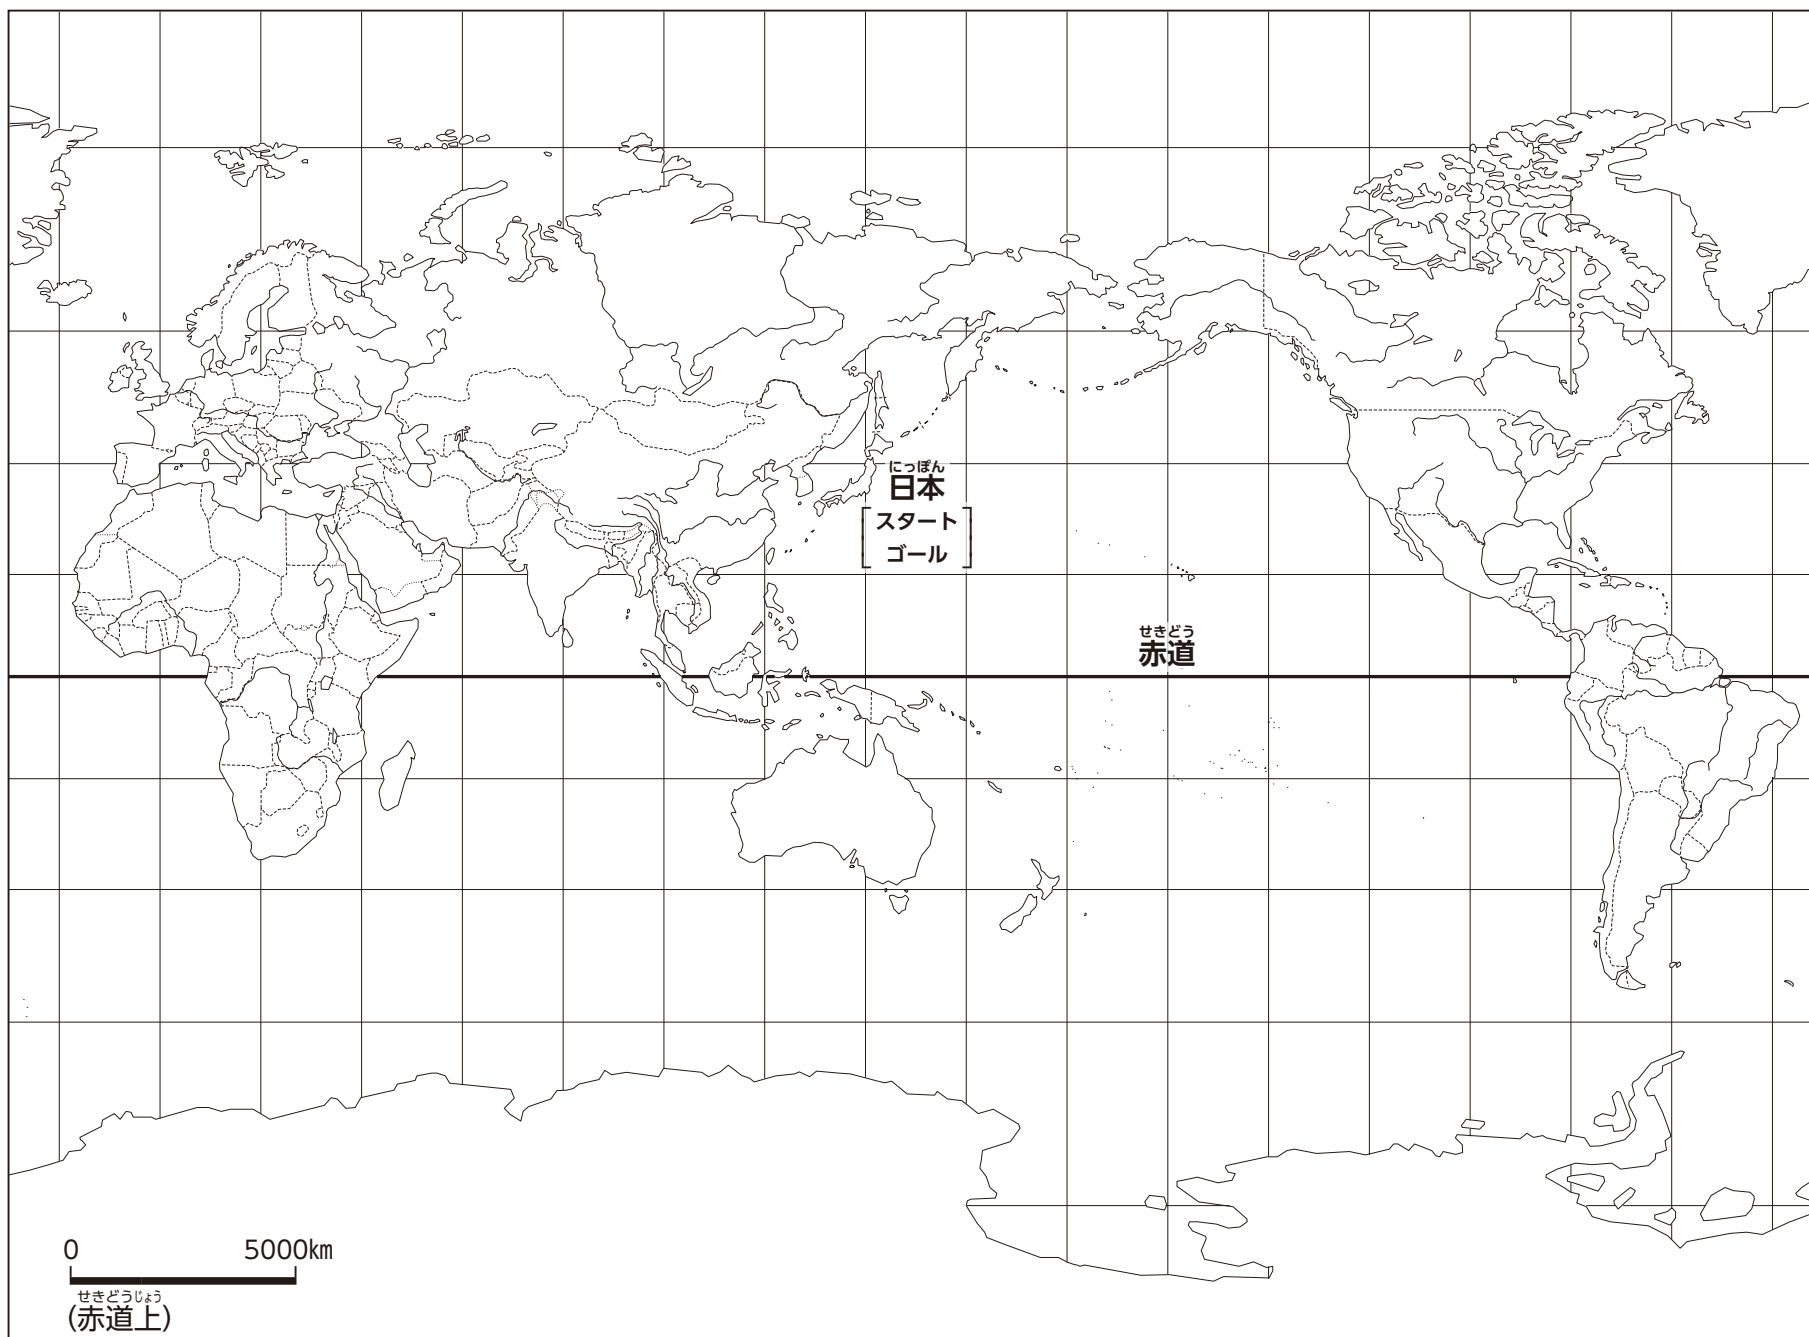 にっぽん
日本
スタート
ゴール
せきどう
赤道
0 5000km
せきどうじょう
(赤道上)